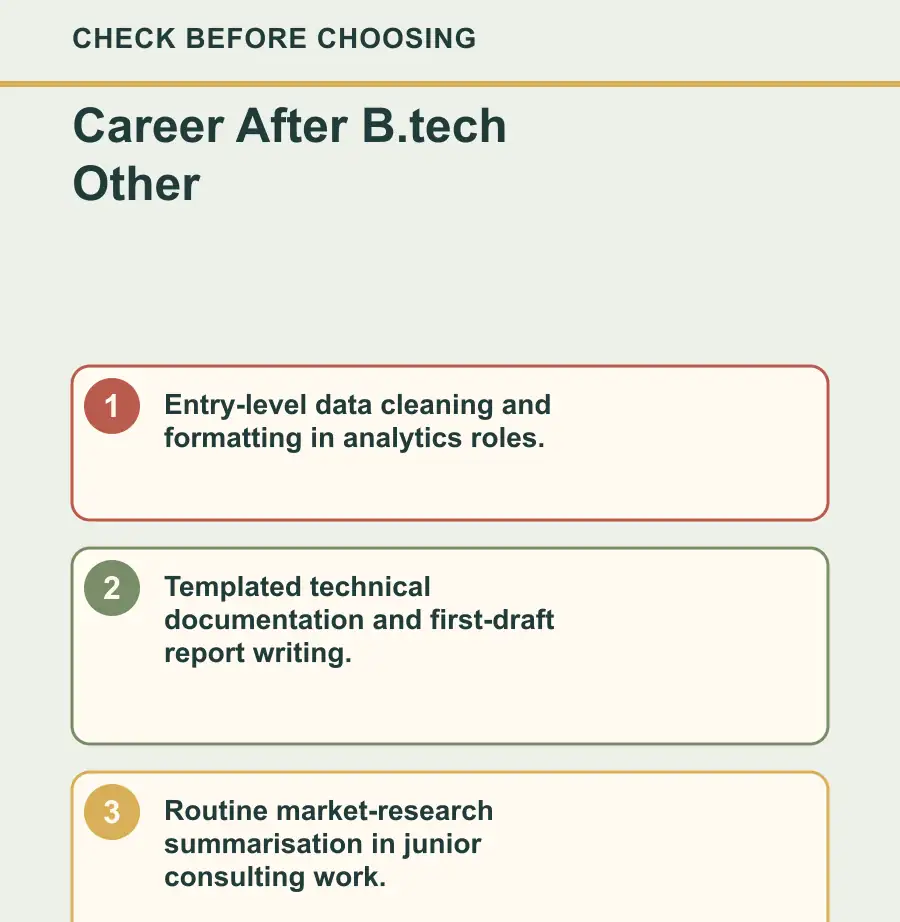 CHECK BEFORE CHOOSING
Career After B.tech
Other
1
Entry-level data cleaning and
formatting in analytics roles.
2
Templated technical
documentation and first-draft
report writing.
3
Routine market-research
summarisation in junior
consulting work.